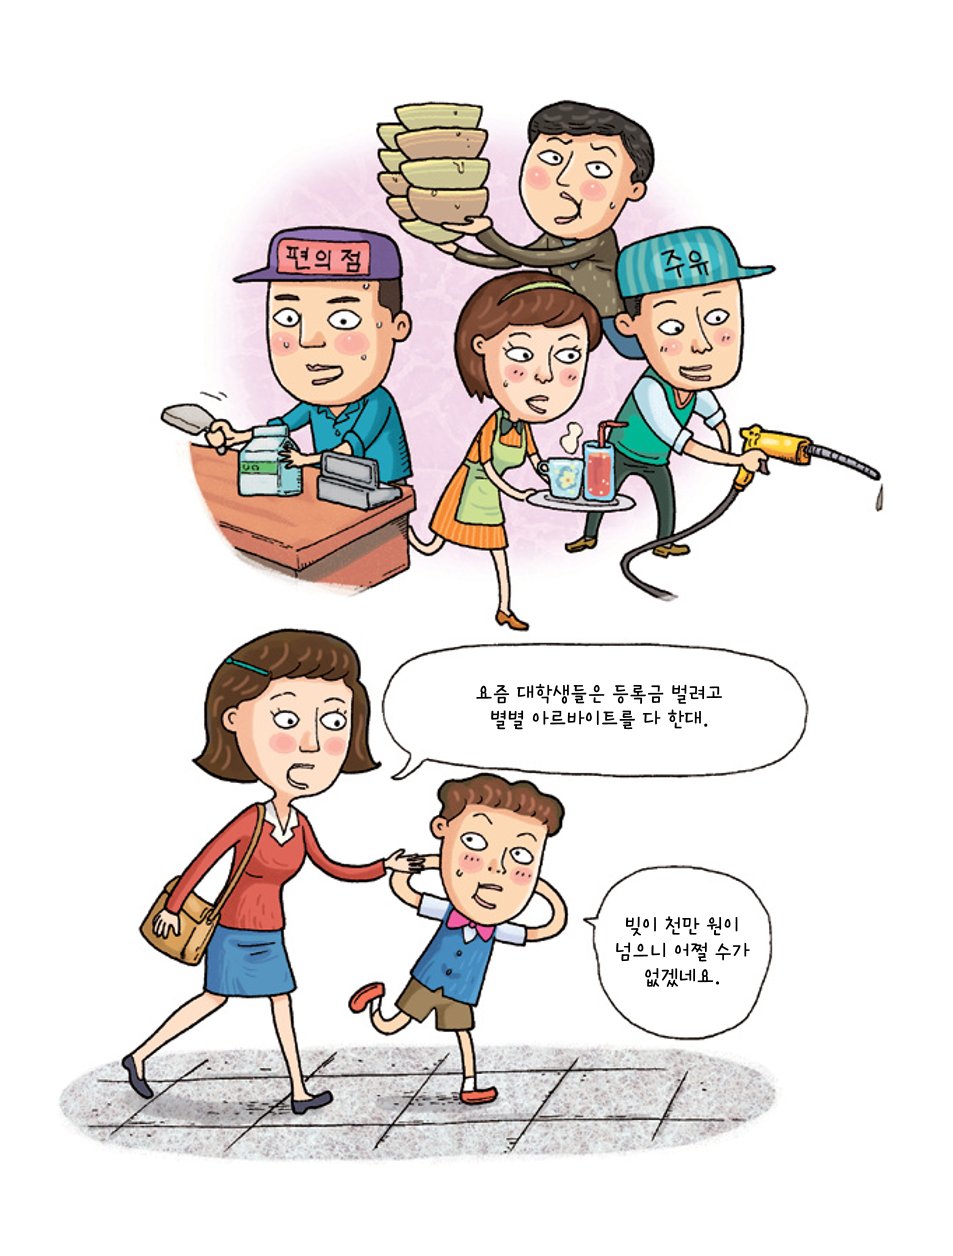 편의점
주유
요즘 대학생들은 등록금 벌려고
별별 아르바이트를 다 한대.
빚이 천만 원이
넘으니 어쩔 수가
없겠네요.